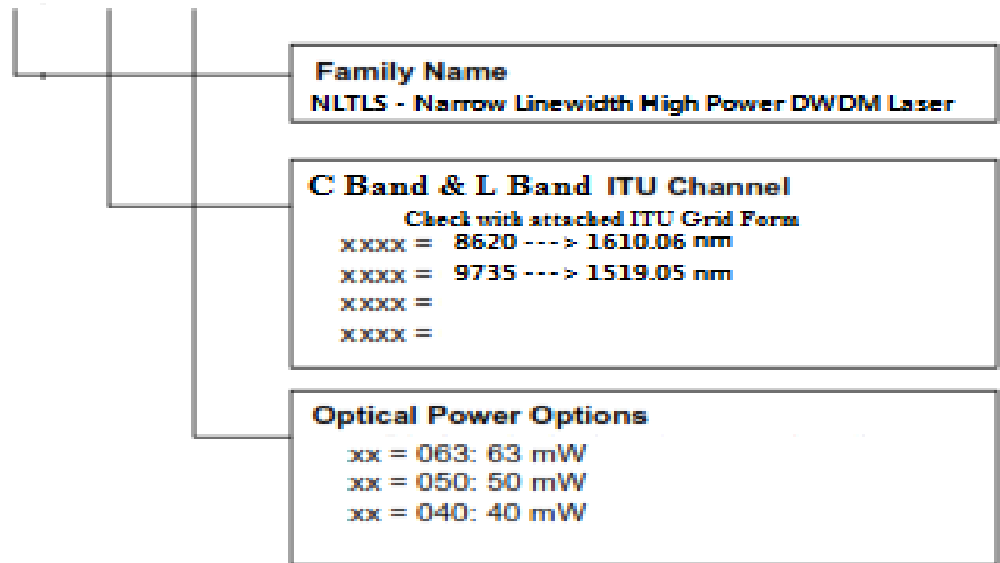 Family Name
NLTLS - Narrow Linewidth High Power DWDM Laser
C Band & L Band ITU Channel
Check with attached ITU Grid Form
xxxx = 8620 ---> 1610.06 nm
xxxx = 9735 ---> 1519.05 nm
xxxx =
xxxx =
Optical Power Options
xx = 063: 63 mW
xx = 050: 50 mW
xx = 040: 40 mW